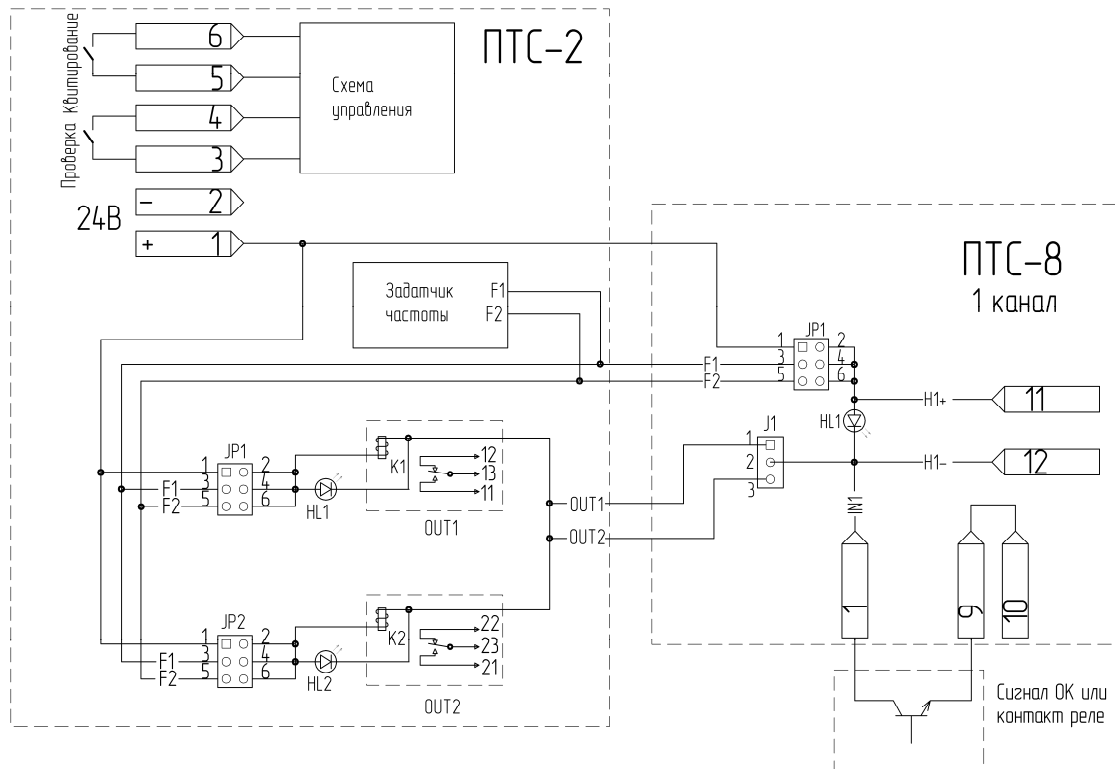 ПТС-2
Квитирование
Проверка
6
5
4
3
- 2
24В
+ 1
Схема
управления
Задатчик
частоты
F1
F2
ПТС-8
1 канал
JP1
1 2
3 4
5 6
F1
F2
H1+ 11
HL1
H1- 12
J1
1
2
3
IN1
1
9
10
OUT1
OUT2
JP1
1 2
F1 3 4
F2 5 6
HL1
K1
12
13
11
OUT1
JP2
1 2
F1 3 4
F2 5 6
HL2
K2
22
23
21
OUT2
Сигнал ОК или
контакт реле